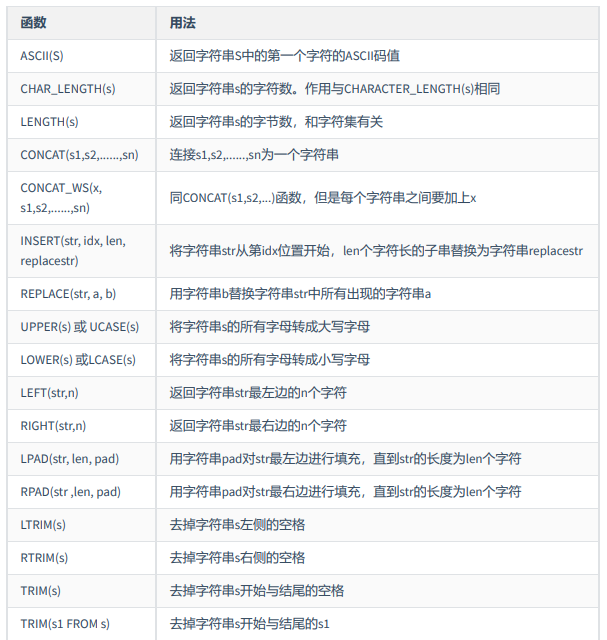 函数 用法
ASCII(S) 返回字符串S中的第一个字符的ASCII码值
CHAR_LENGTH(s) 返回字符串s的字符数。作用与CHARACTER_LENGTH(s)相同
LENGTH(s) 返回字符串s的字节数，和字符集有关
CONCAT(s1,s2,......,sn) 连接s1,s2,......,sn为一个字符串
CONCAT_WS(x,
s1,s2,......,sn) 同CONCAT(s1,s2,...)函数，但是每个字符串之间要加上x
INSERT(str, idx, len,
replacestr) 将字符串str从第idx位置开始，len个字符长的子串替换为字符串replacestr
REPLACE(str, a, b) 用字符串b替换字符串str中所有出现的字符串a
UPPER(s) 或 UCASE(s) 将字符串s的所有字母转成大写字母
LOWER(s) 或LCASE(s) 将字符串s的所有字母转成小写字母
LEFT(str,n) 返回字符串str最左边的n个字符
RIGHT(str,n) 返回字符串str最右边的n个字符
LPAD(str, len, pad) 用字符串pad对str最左边进行填充，直到str的长度为len个字符
RPAD(str ,len, pad) 用字符串pad对str最右边进行填充，直到str的长度为len个字符
LTRIM(s) 去掉字符串s左侧的空格
RTRIM(s) 去掉字符串s右侧的空格
TRIM(s) 去掉字符串s开始与结尾的空格
TRIM(s1 FROM s) 去掉字符串s开始与结尾的s1